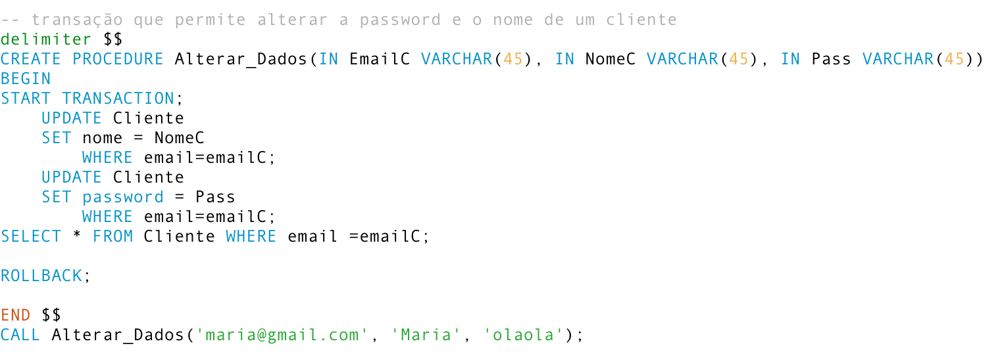 -- transação que permite alterar a password e o nome de um cliente
delimiter $$
CREATE PROCEDURE Alterar_Dados(IN EmailC VARCHAR(45), IN NomeC VARCHAR(45), IN Pass VARCHAR(45))
BEGIN
START TRANSACTION;
    UPDATE Cliente
    SET nome = NomeC
        WHERE email=emailC;
    UPDATE Cliente
    SET password = Pass
        WHERE email=emailC;
SELECT * FROM Cliente WHERE email =emailC;
ROLLBACK;
END $$
CALL Alterar_Dados('maria@gmail.com', 'Maria', 'olaola');